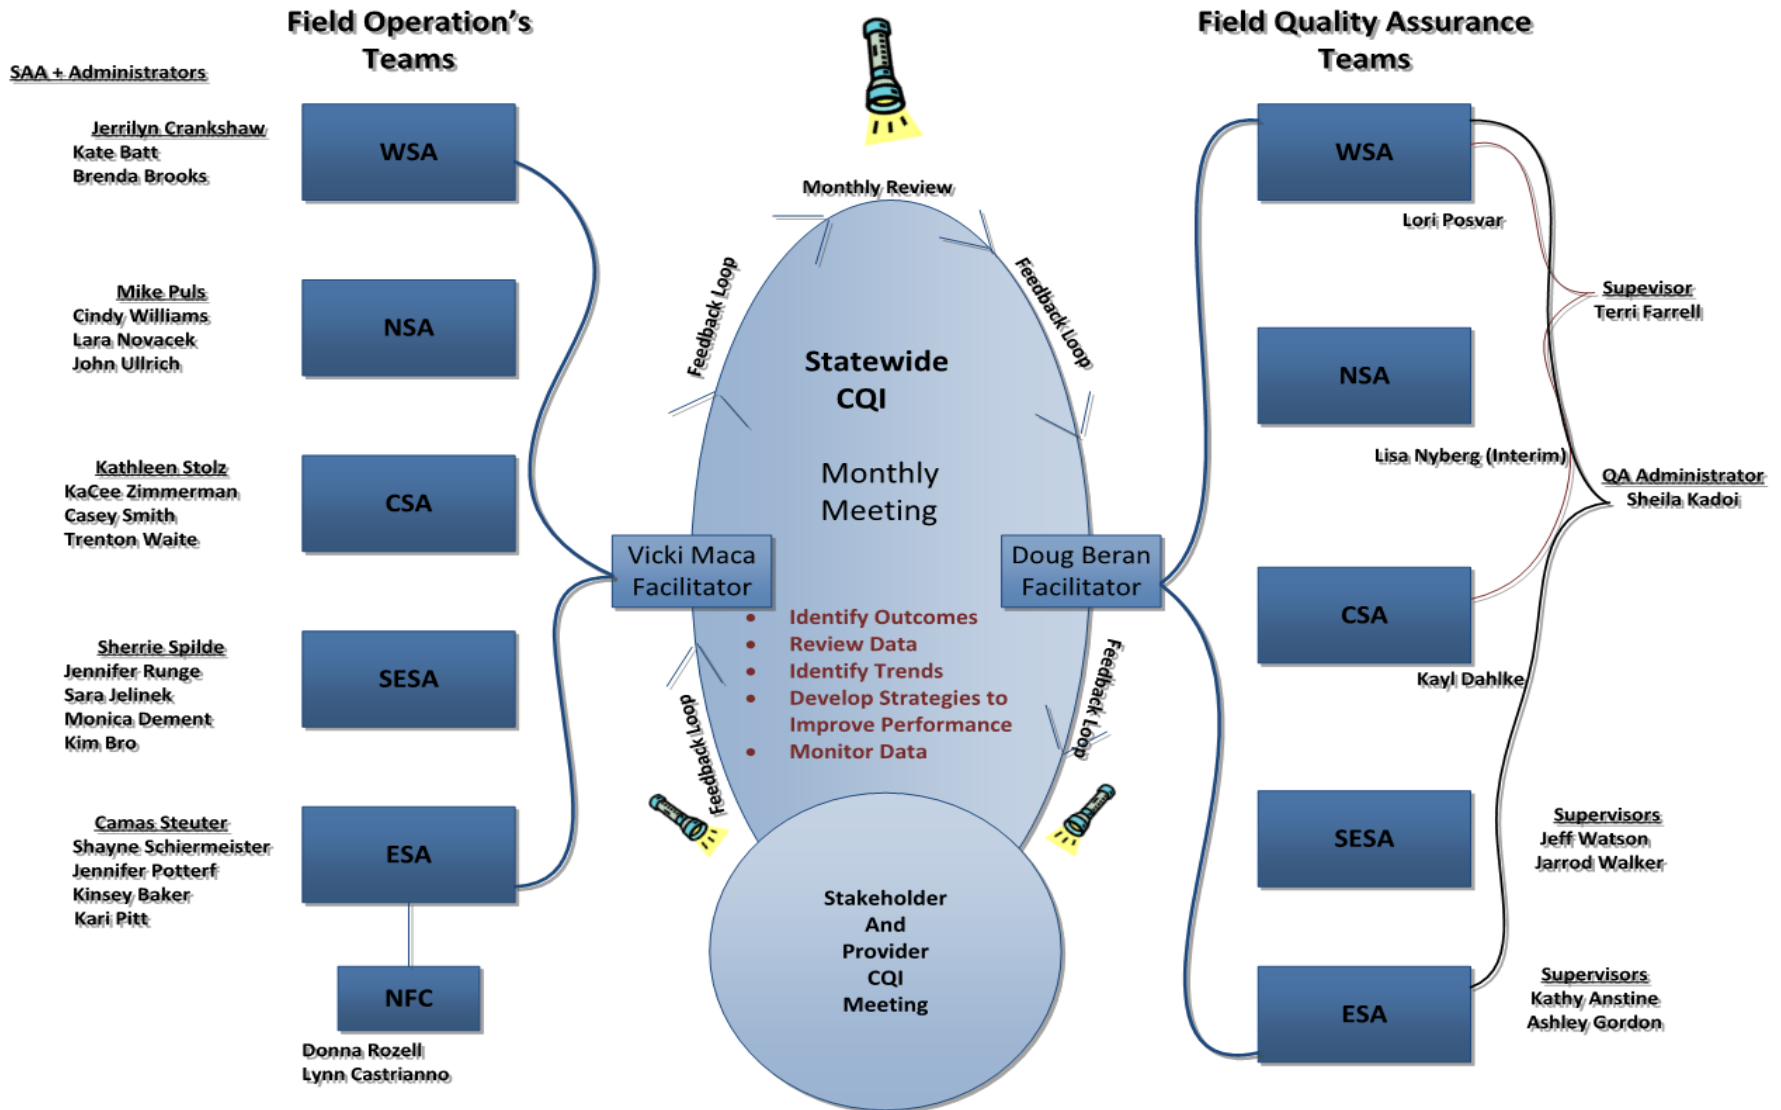 Field Operation's
Teams
SAA + Administrators
Jerrilyn Crankshaw
Kate Batt
Brenda Brooks
WSA
Mike Puls
Cindy Williams
Lara Novacek
John Ullrich
NSA
Kathleen Stolz
KaCee Zimmerman
Casey Smith
Trenton Waite
CSA
Sherrie Spilde
Jennifer Runge
Sara Jelinek
Monica Dement
Kim Bro
SESA
Camas Steuter
Shayne Schiermeister
Jennifer Potterf
Kinsey Baker
Kari Pitt
ESA
NFC
Donna Rozell
Lynn Castrianno
Monthly Review
Feedback Loop
Feedback Loop
Statewide
CQI
Monthly
Meeting
Vicki Maca
Facilitator
Doug Beran
Facilitator
• Identify Outcomes
• Review Data
• Identify Trends
• Develop Strategies to
Improve Performance
• Monitor Data
Feedback Loop
Feedback Loop
Stakeholder
And
Provider
CQI
Meeting
Field Quality Assurance
Teams
WSA
Lori Posvar
Supevisor
Terri Farrell
NSA
Lisa Nyberg (Interim)
QA Administrator
Sheila Kadoi
CSA
Kayl Dahlke
SESA
Supervisors
Jeff Watson
Jarrod Walker
ESA
Supervisors
Kathy Anstine
Ashley Gordon